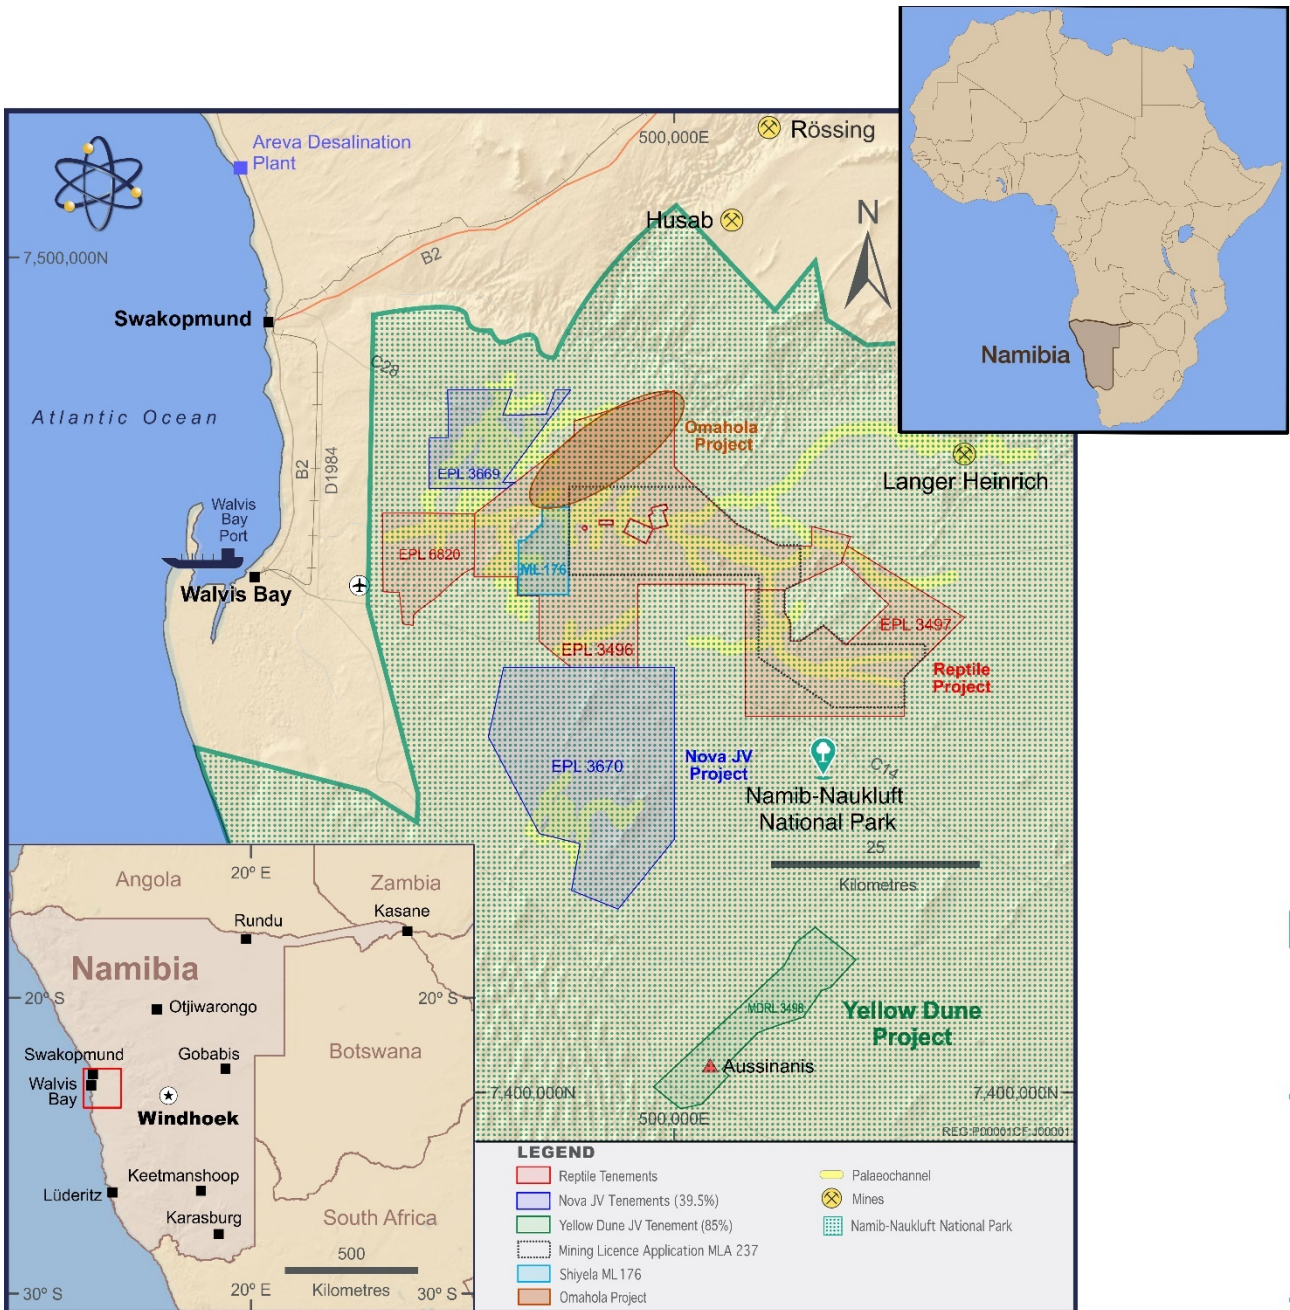 Areva Desalination
Plant
500,000E
Rössing
Husab
N
7,500,000N
B2
Swakopmund
C28
Namibia
Atlantic Ocean
Omahola
Project
B2
D1984
EPL 3669
Langer Heinrich
Walvis
Bay
Port
EPL 6820
ML 176
Walvis Bay
EPL 3497
EPL 3496
Reptile
Project
Nova JV
Project
EPL 3670
C14
Namib-Naukluft
National Park
25
Kilometres
MDRL 3498
Yellow Dune
Project
Aussinanis
7,400,000N
7,400,000N
500,000E
REG.P00001CF.J00001
Angola
20° E
Zambia
Kasane
Rundu
Namibia
20° S
20° S
Otjiwarongo
Swakopmund
Gobabis
Botswana
Walvis
Bay
Windhoek
Keetmanshoop
Lüderitz
Karasburg
South Africa
500
Kilometres
30° S
20° E
30° S
LEGEND
Reptile Tenements
Nova JV Tenements (39.5%)
Yellow Dune JV Tenement (85%)
Mining Licence Application MLA 237
Shiyela ML 176
Omahola Project
Palaeochannel
Mines
Namib-Naukluft National Park